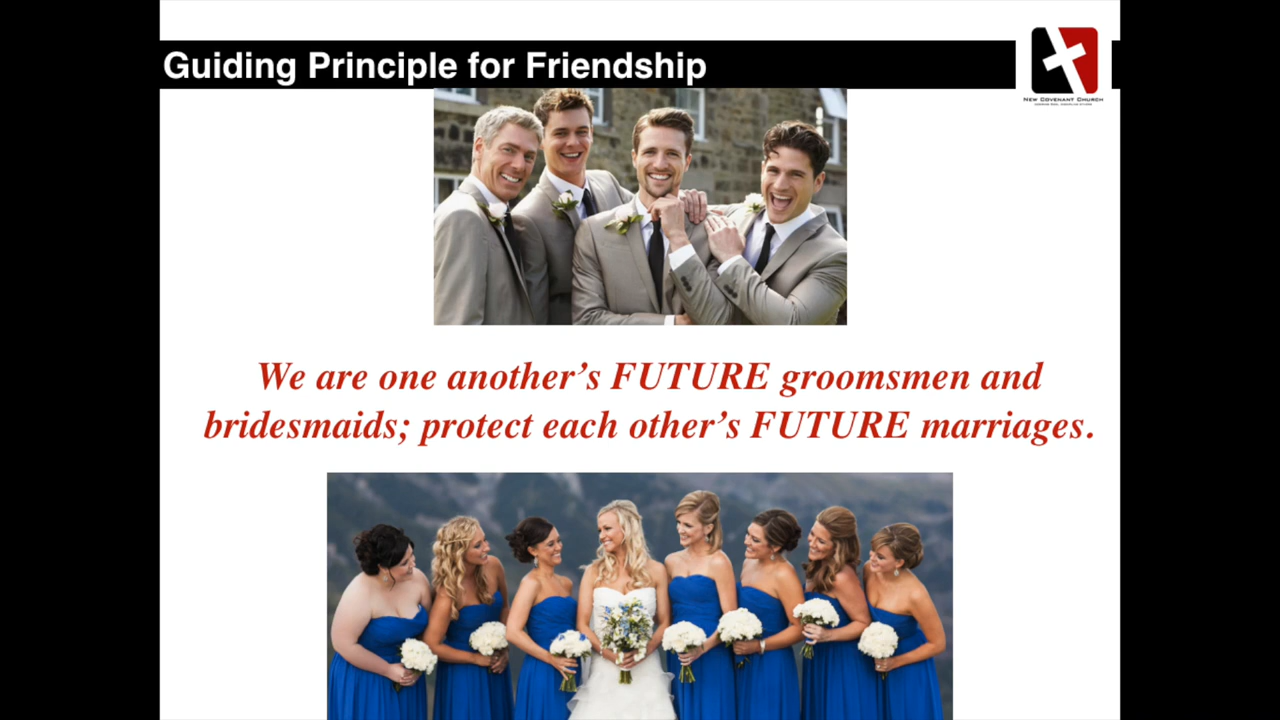 Guiding Principle for Friendship
New Covenant Church
We are one another's FUTURE groomsmen and
bridesmaids; protect each other's FUTURE marriages.